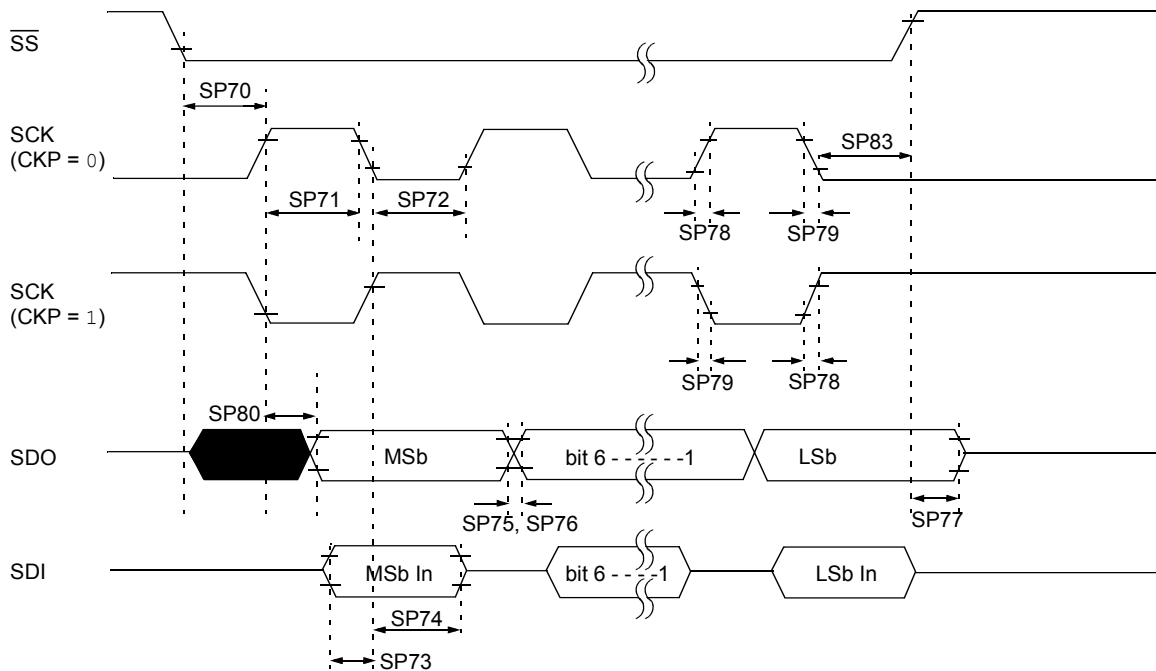 SS
SP70
SCK
(CKP = 0)
SP83
SP71
SP72
SP78
SP79
SCK
(CKP = 1)
SP79
SP78
SP80
SDO
MSb
bit 6 - - - - - -1
LSb
SP75, SP76
SP77
SDI
MSb In
bit 6 - - - - -1
LSb In
SP74
SP73